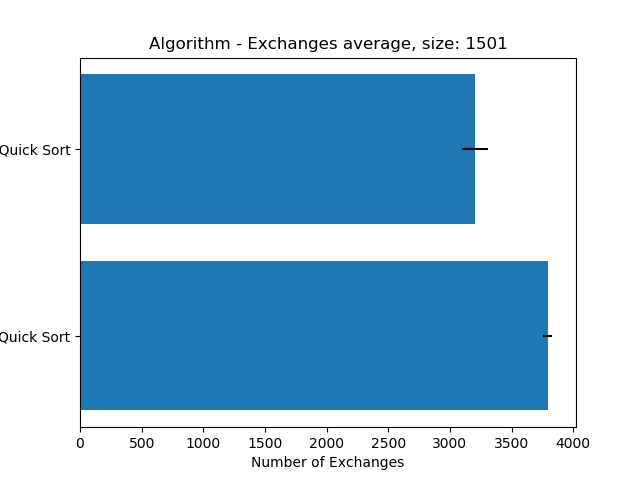 Algorithm - Exchanges average, size: 1501
Quick Sort
Quick Sort
0 500 1000 1500 2000 2500 3000 3500 4000
Number of Exchanges